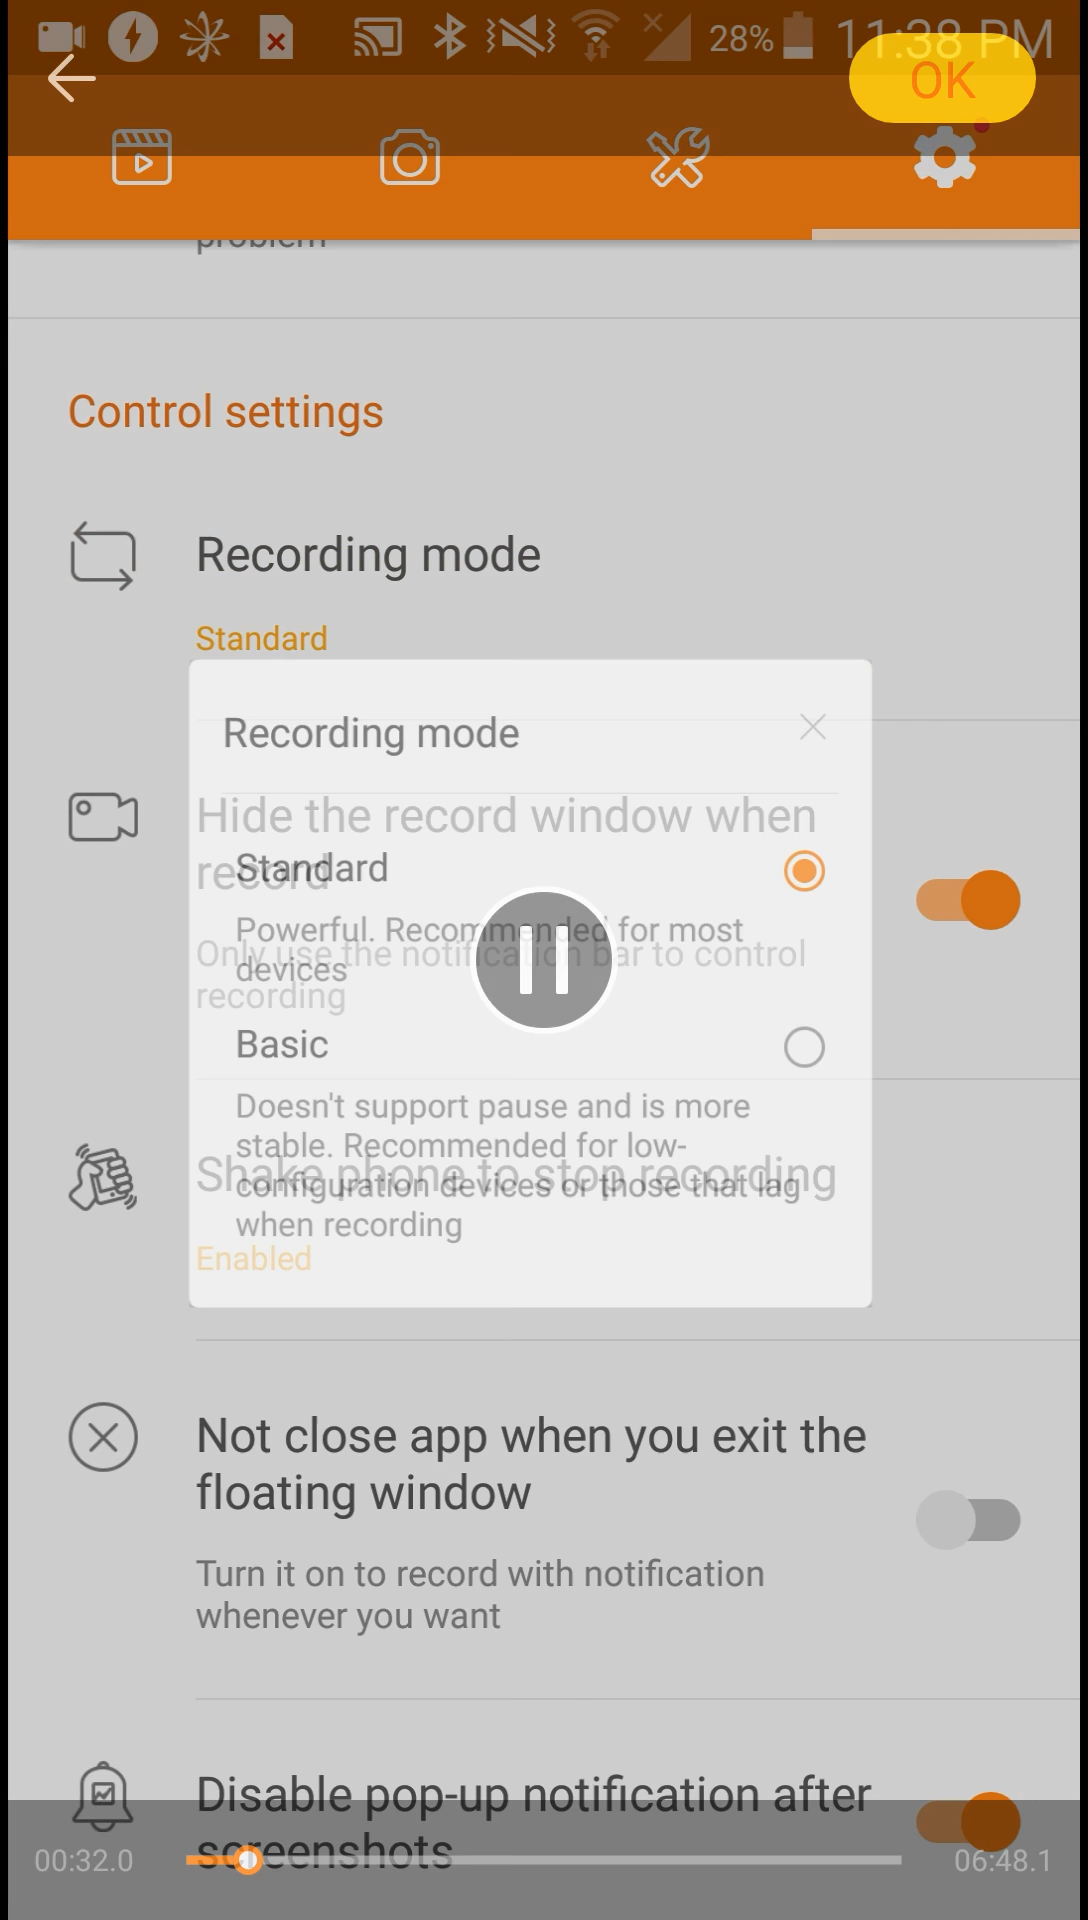 28% 11:38 PM
OK
problem
Control settings
Recording mode
Standard
Recording mode
Hide the record window when
record
Standard
Powerful. Recommended for most
devices
Only use the notification bar to control
recording
Basic
Doesn't support pause and is more
stable. Recommended for low-
configuration devices or those that lag
when recording
Shake phone to stop recording
Enabled
Not close app when you exit the
floating window
Turn it on to record with notification
whenever you want
Disable pop-up notification after
screenshots
00:32.0 06:48.1